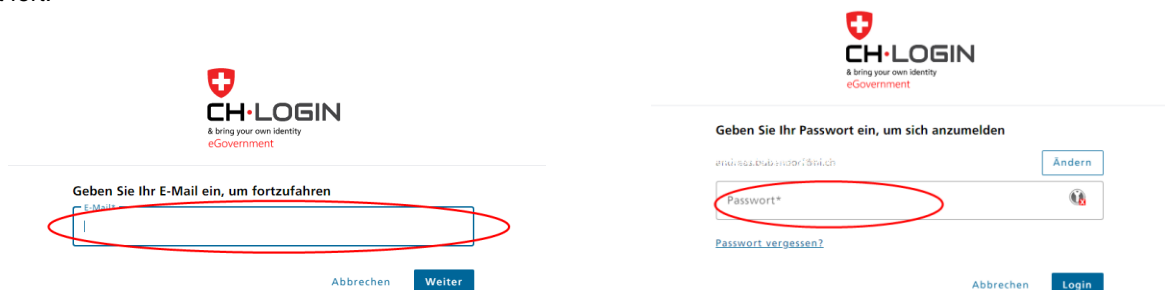 CH·LOGIN
& bring your own identity
eGovernment
Geben Sie Ihr E-Mail ein, um fortzufahren
E-Mail*
Abbrechen Weiter
CH·LOGIN
& bring your own identity
eGovernment
Geben Sie Ihr Passwort ein, um sich anzumelden
Ändern
Passwort*
Passwort vergessen?
Abbrechen Login